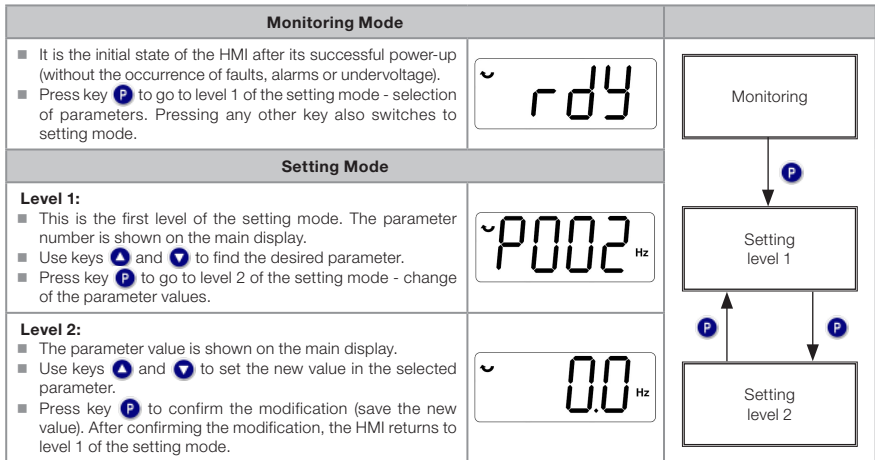 Monitoring Mode
■ It is the initial state of the HMI after its successful power-up
(without the occurrence of faults, alarms or undervoltage).
■ Press key P to go to level 1 of the setting mode - selection
of parameters. Pressing any other key also switches to
setting mode.
rdy
Setting Mode
Level 1:
■ This is the first level of the setting mode. The parameter
number is shown on the main display.
■ Use keys and to find the desired parameter.
■ Press key P to go to level 2 of the setting mode - change
of the parameter values.
P002 Hz
Level 2:
■ The parameter value is shown on the main display.
■ Use keys and to set the new value in the selected
parameter.
■ Press key P to confirm the modification (save the new
value). After confirming the modification, the HMI returns to
level 1 of the setting mode.
0.0 Hz
Monitoring
P
Setting
level 1
P
P
Setting
level 2